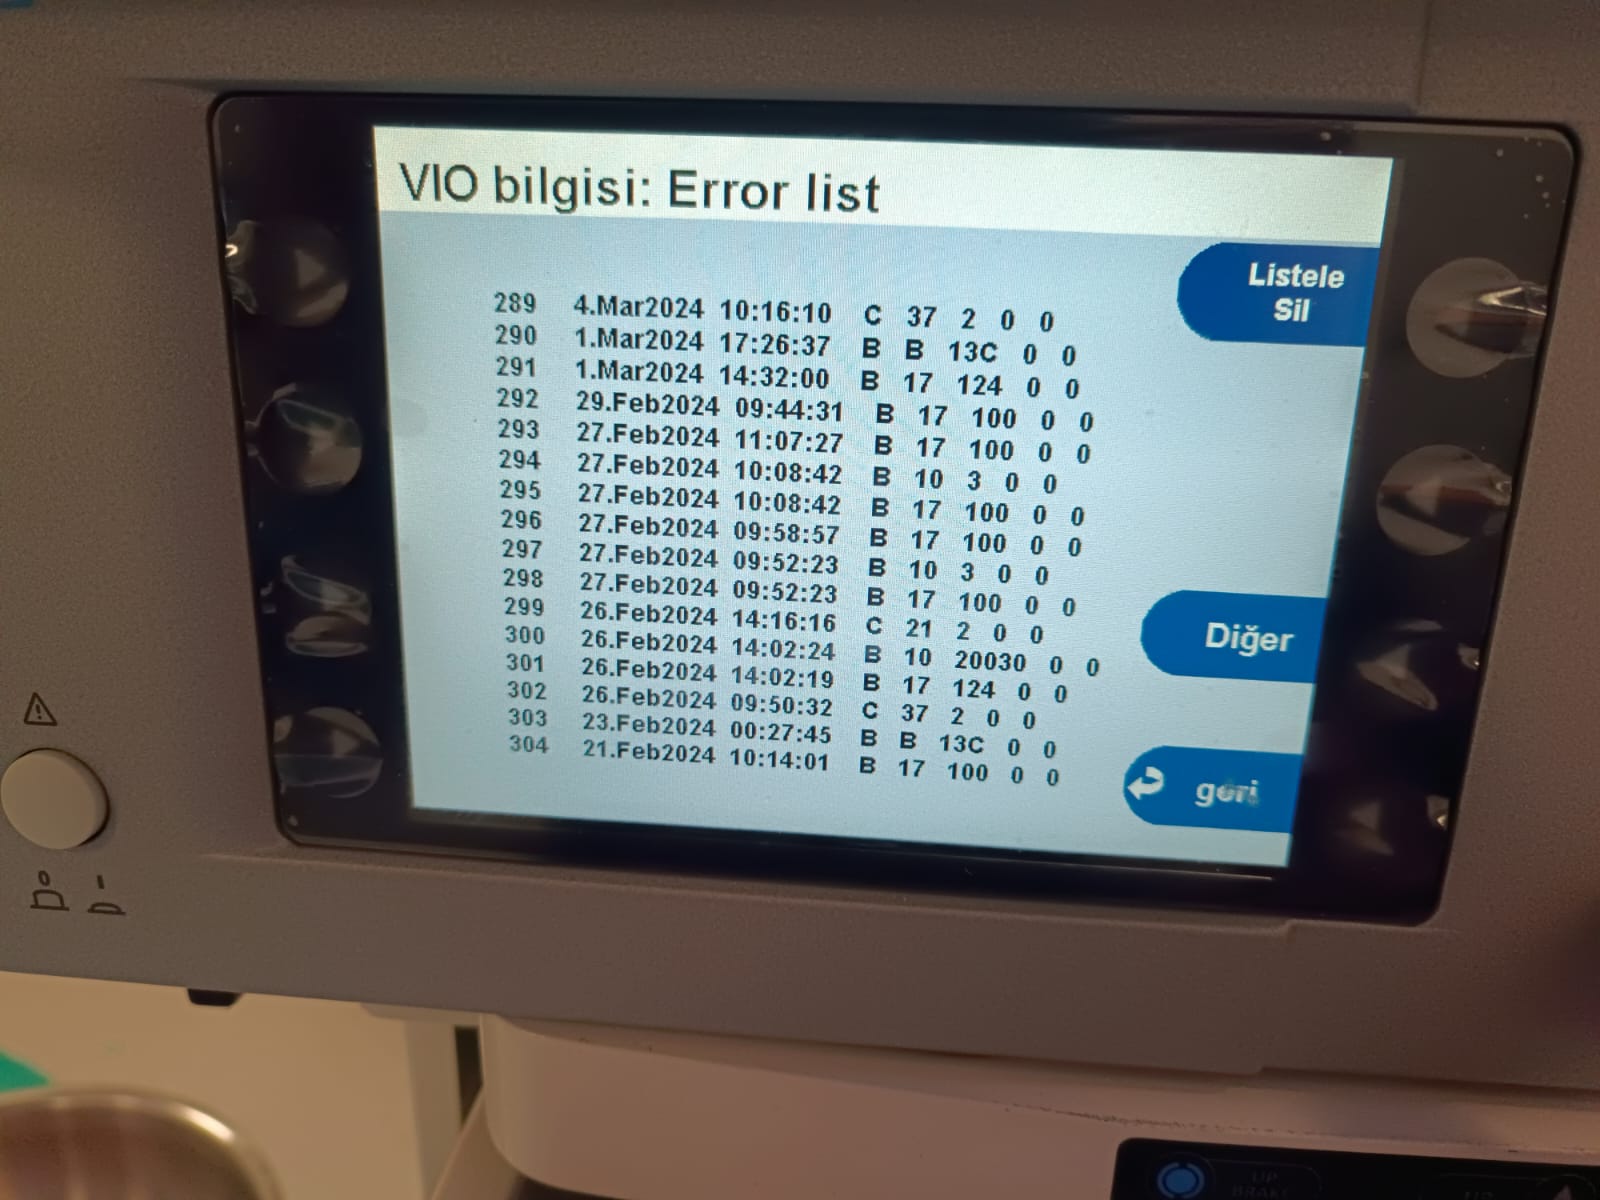 VIO bilgisi: Error list
Listele
Sil
289 4.Mar2024 10:16:10 C 37 2 0 0
290 1.Mar2024 17:26:37 B B 13C 0 0
291 1.Mar2024 14:32:00 B 17 124 0 0
292 29.Feb2024 09:44:31 B 17 100 0 0
293 27.Feb2024 11:07:27 B 17 100 0 0
294 27.Feb2024 10:08:42 B 10 3 0 0
295 27.Feb2024 10:08:42 B 17 100 0 0
296 27.Feb2024 09:58:57 B 17 100 0 0
297 27.Feb2024 09:52:23 B 10 3 0 0
298 27.Feb2024 09:52:23 B 17 100 0 0
299 26.Feb2024 14:16:16 C 21 2 0 0
300 26.Feb2024 14:02:24 B 10 20030 0 0
301 26.Feb2024 14:02:19 B 17 124 0 0
302 26.Feb2024 09:50:32 C 37 2 0 0
303 23.Feb2024 00:27:45 B B 13C 0 0
304 21.Feb2024 10:14:01 B 17 100 0 0
Diğer
geri
UP